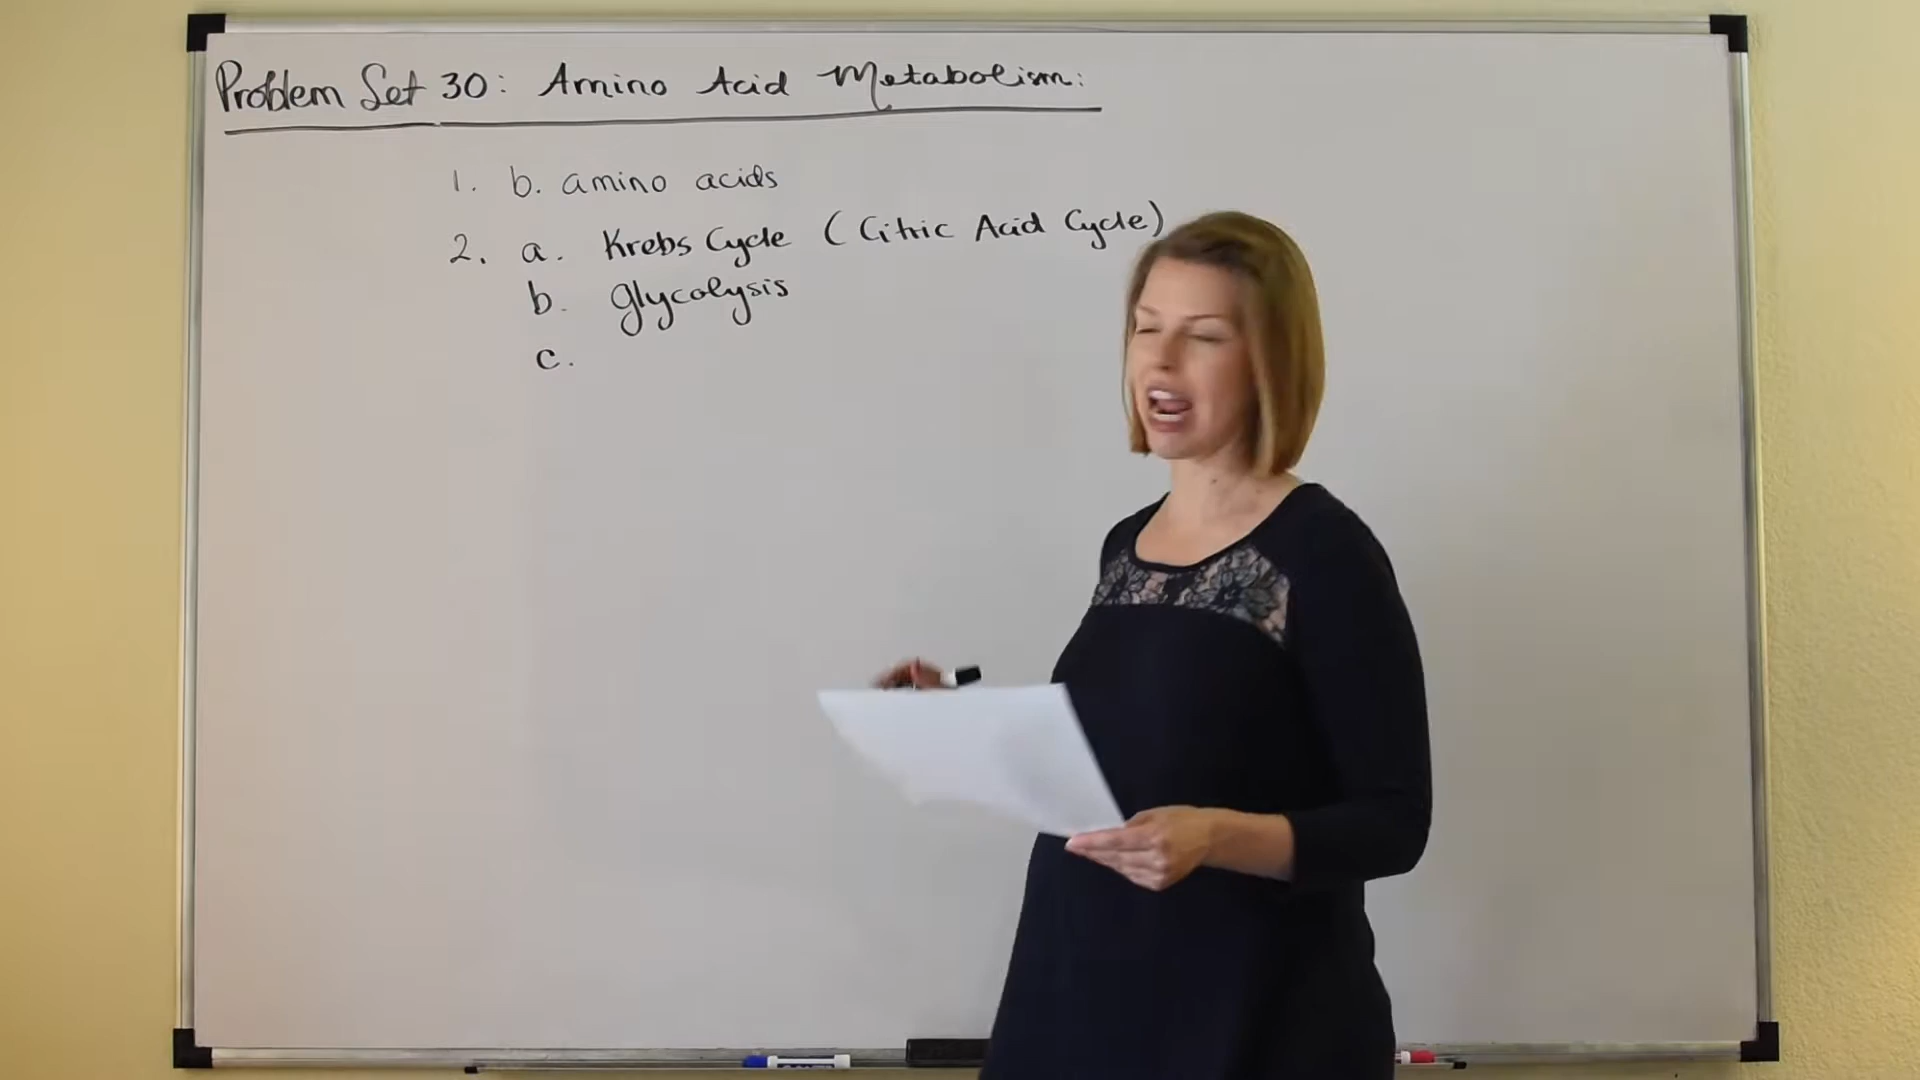 Problem Set 30: Amino Acid Metabolism:
1. b. amino acids
2. a. Krebs Cycle (Citric Acid Cycle)
b. glycolysis
c.